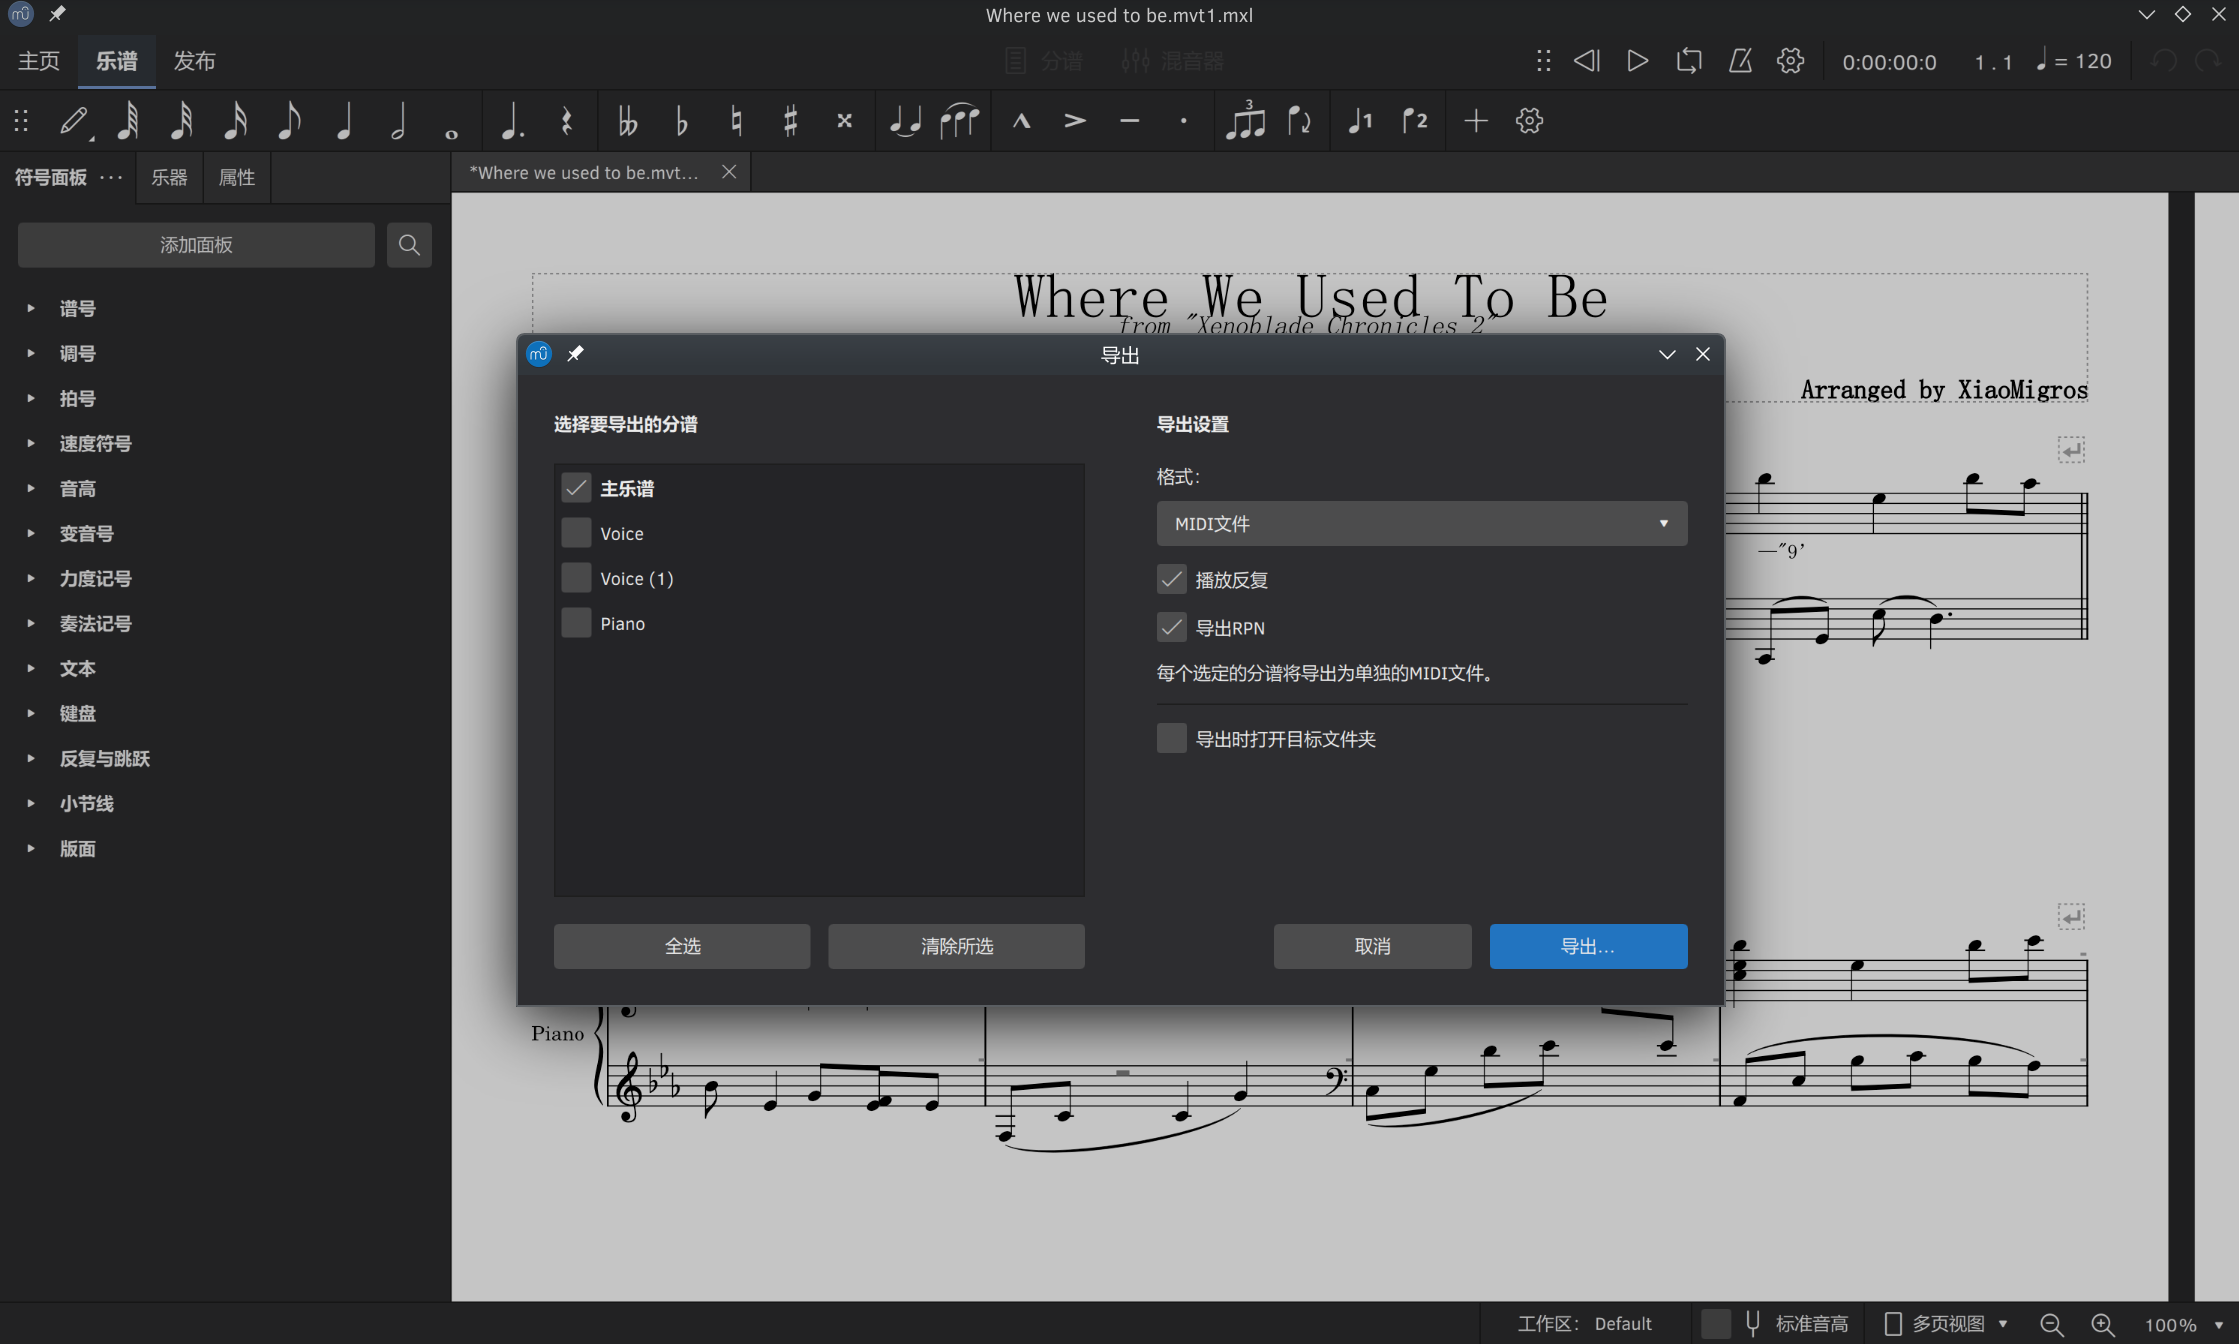 Where we used to be.mvt1.mxl
主页 乐谱 发布 分谱 混音器 0:00:00:0 1 . 1 = 120
3 1 2
符号面板 ··· 乐器 属性 *Where we used to be.mvt...
添加面板
谱号
调号
拍号
速度符号
音高
变音号
力度记号
奏法记号
文本
键盘
反复与跳跃
小节线
版面
Where We Used To Be
from "Xenoblade Chronicles 2"
Arranged by XiaoMigros
—"9'
Piano
导出
选择要导出的分谱
主乐谱
Voice
Voice (1)
Piano
全选 清除所选
导出设置
格式：
MIDI文件
播放反复
导出RPN
每个选定的分谱将导出为单独的MIDI文件。
导出时打开目标文件夹
取消 导出...
工作区： Default 标准音高 多页视图 100%